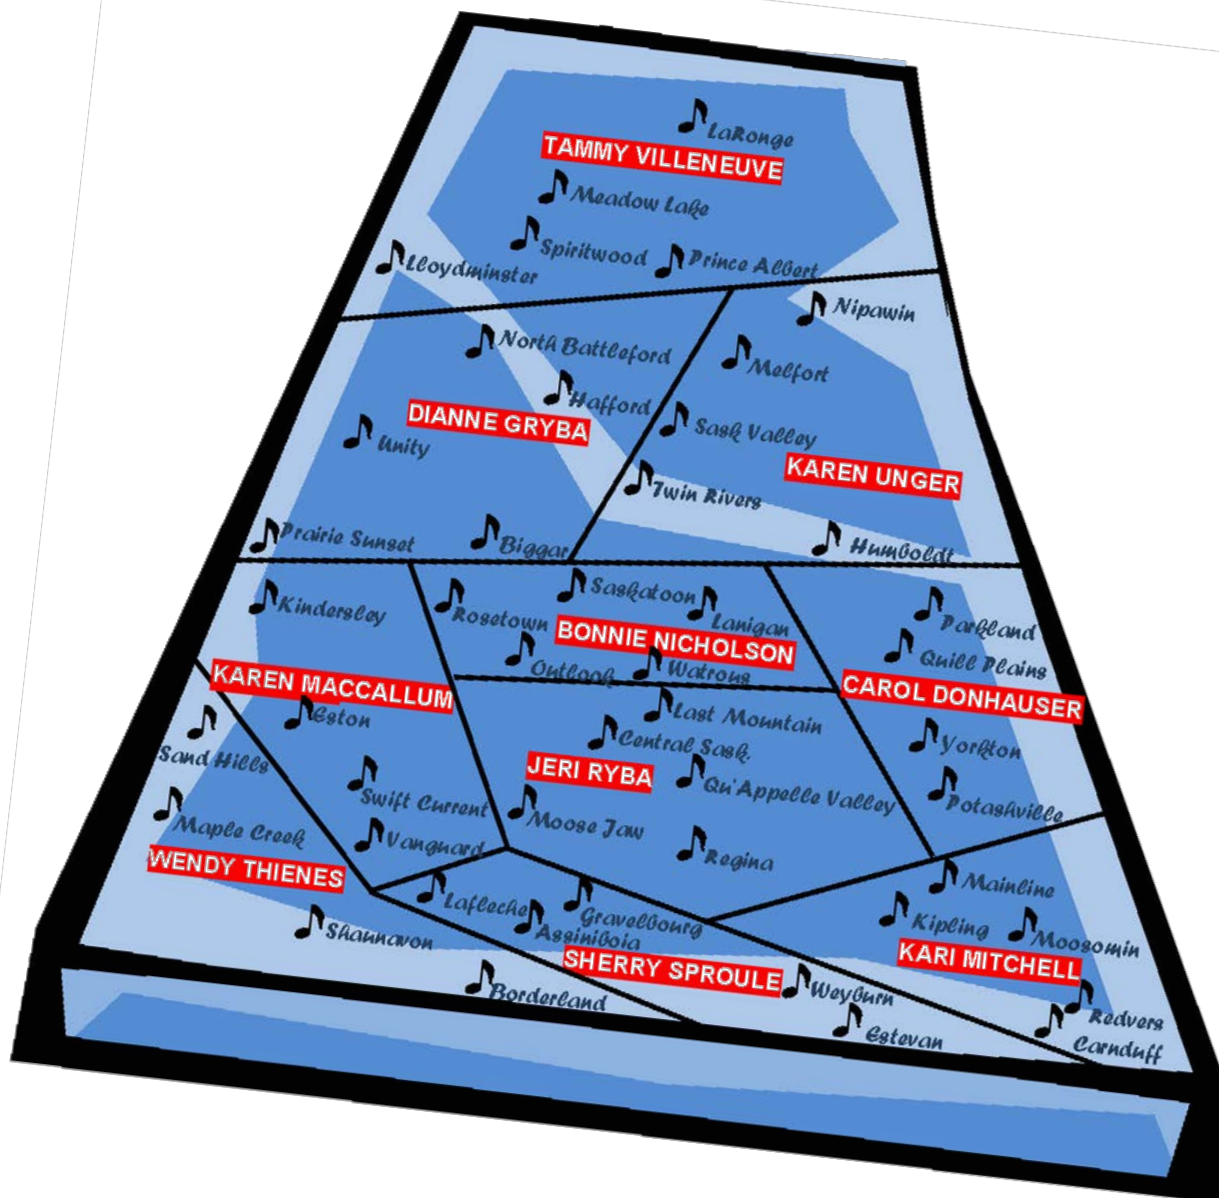 LaRonge
TAMMY VILLENEUVE
Meadow Lake
Spiritwood
Prince Albert
Lloydminster
Nipawin
North Battleford
Melfort
Hafford
DIANNE GRYBA
Sask Valley
Unity
KAREN UNGER
Twin Rivers
Prairie Sunset
Biggar
Humboldt
Kindersley
Rosetown
Saskatoon
Lanigan
Parkland
BONNIE NICHOLSON
Quill Plains
Outlook
Watrous
KAREN MACCALLUM
CAROL DONHAUSER
Eston
Last Mountain
Central Sask.
Yorkton
Sand Hills
JERI RYBA
Qu'Appelle Valley
Potashville
Swift Current
Moose Jaw
Maple Creek
Vanguard
Regina
WENDY THIENES
Mainline
Lafleche
Gravelbourg
Kipling
Moosomin
Shaunavon
Assiniboia
SHERRY SPROULE
KARI MITCHELL
Borderland
Weyburn
Redvers
Estevan
Carnduff